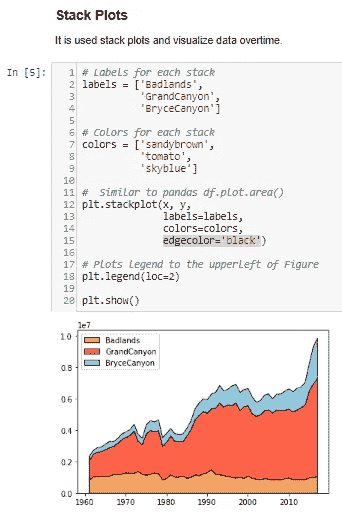 Stack Plots
It is used stack plots and visualize data overtime.
In [5]:
1 # Labels for each stack
2 labels = ['Badlands',
3 'GrandCanyon',
4 'BryceCanyon']
5
6 # Colors for each stack
7 colors = ['sandybrown',
8 'tomato',
9 'skyblue']
10
11 #  Similar to pandas df.plot.area()
12 plt.stackplot(x, y,
13 labels=labels,
14 colors=colors,
15 edgecolor='black')
16
17 # Plots legend to the upperleft of Figure
18 plt.legend(loc=2)
19
20 plt.show()
1e7
Badlands
GrandCanyon
BryceCanyon
1.0
0.8
0.6
0.4
0.2
0.0
1960 1970 1980 1990 2000 2010